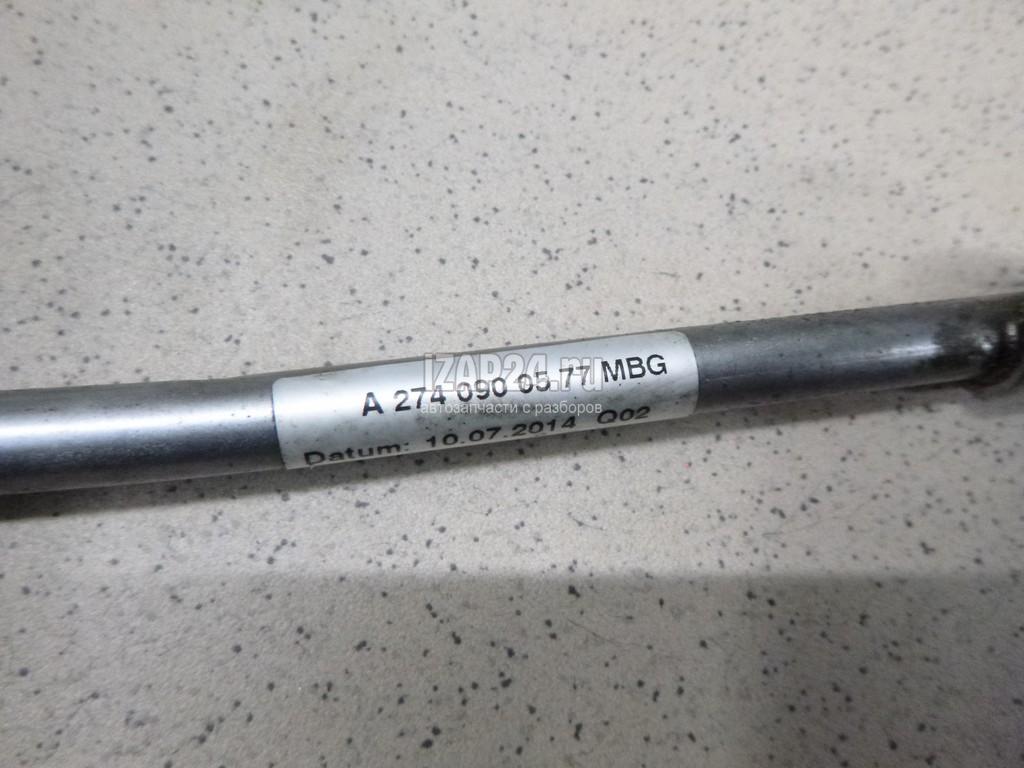 iZAP24.ru
A 274 090 05 77 MBG
автозапчасти с разборов
Datum: 10.07.2014 Q02